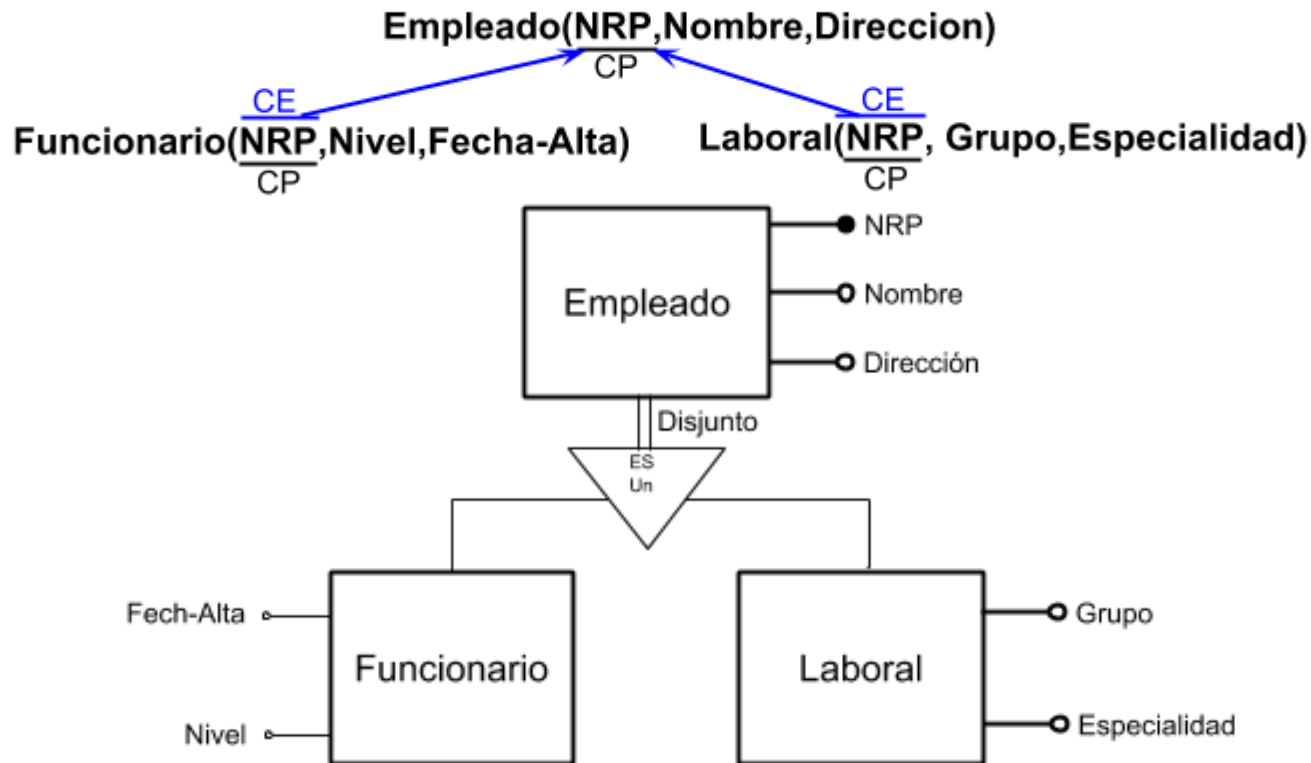 Empleado(NRP,Nombre,Direccion)
CP
CE
CE
Funcionario(NRP,Nivel,Fecha-Alta)
Laboral(NRP, Grupo,Especialidad)
CP
CP
NRP
Empleado
Nombre
Dirección
Disjunto
ES
Un
Fech-Alta
Grupo
Funcionario
Laboral
Nivel
Especialidad